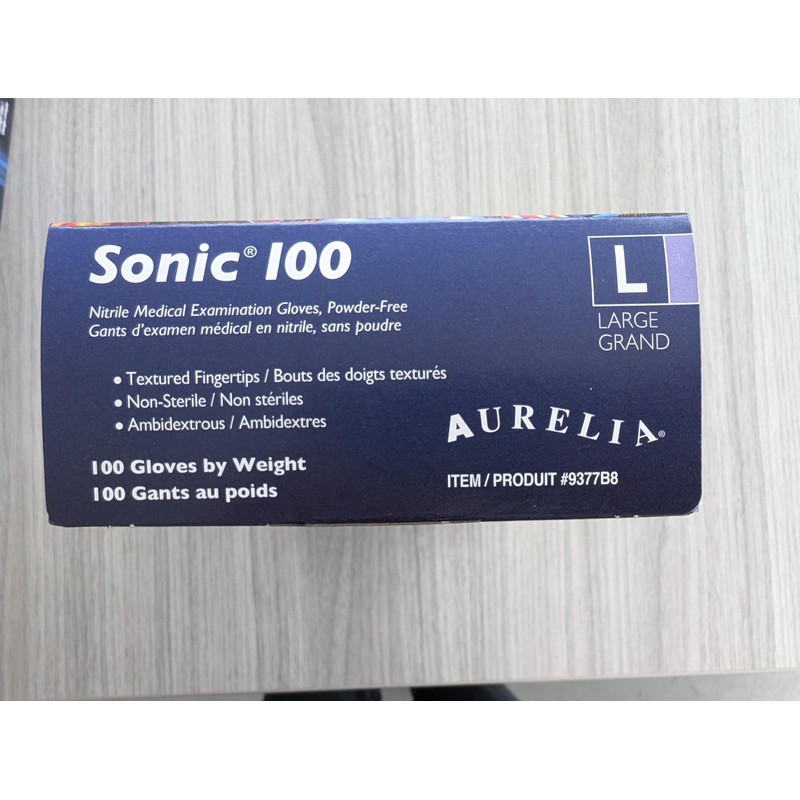 Sonic® 100
Nitrile Medical Examination Gloves, Powder-Free
Gants d'examen médical en nitrile, sans poudre
L
LARGE
GRAND
• Textured Fingertips / Bouts des doigts texturés
• Non-Sterile / Non stériles
• Ambidextrous / Ambidextres
AURELIA®
100 Gloves by Weight
100 Gants au poids
ITEM / PRODUIT #9377B8